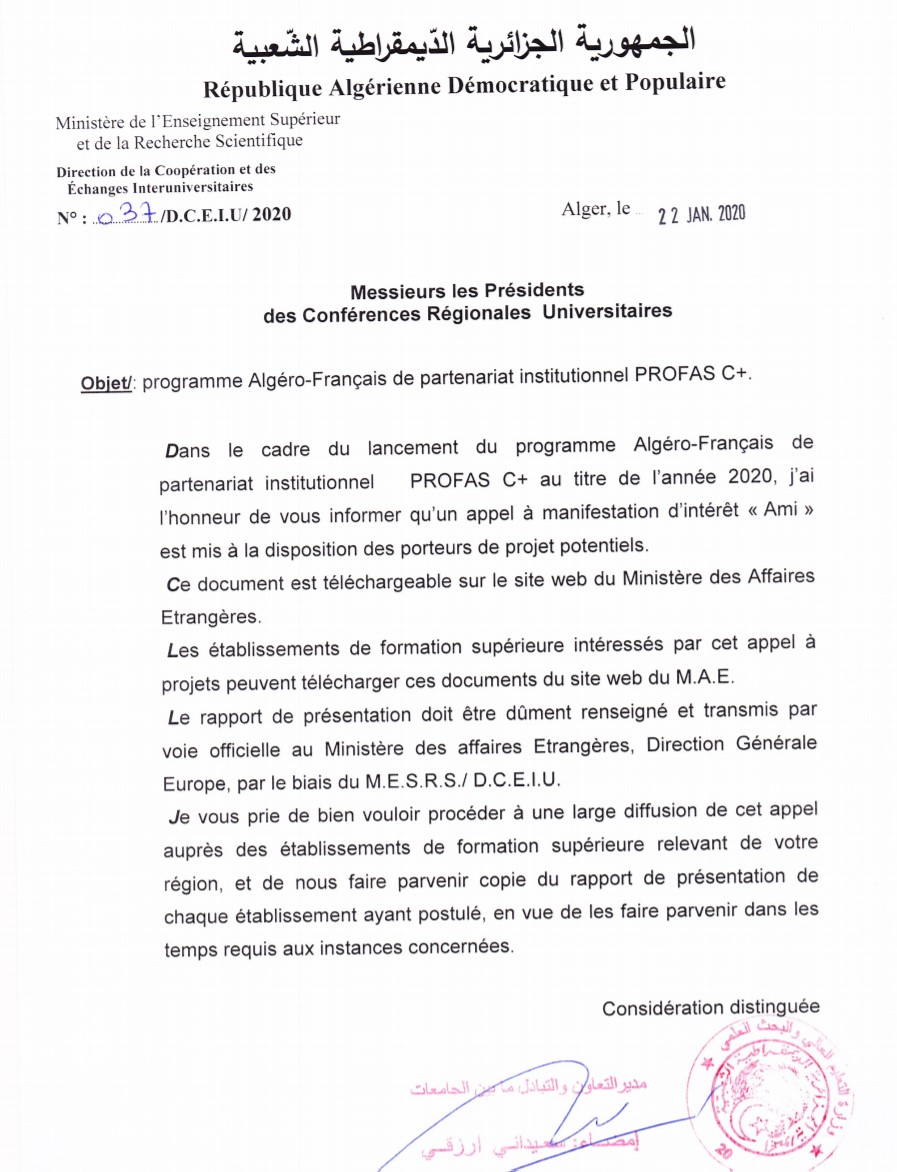 الجمهورية الجزائرية الدّيمقراطية الشّعبية
République Algérienne Démocratique et Populaire
Ministère de l’Enseignement Supérieur
et de la Recherche Scientifique
Direction de la Coopération et des
Échanges Interuniversitaires
N° : 037/D.C.E.I.U/ 2020
Alger, le 22 JAN. 2020
Messieurs les Présidents
des Conférences Régionales Universitaires
Objet/: programme Algéro-Français de partenariat institutionnel PROFAS C+.
Dans le cadre du lancement du programme Algéro-Français de
partenariat institutionnel PROFAS C+ au titre de l’année 2020, j’ai
l’honneur de vous informer qu’un appel à manifestation d’intérêt « Ami »
est mis à la disposition des porteurs de projet potentiels.
Ce document est téléchargeable sur le site web du Ministère des Affaires
Etrangères.
Les établissements de formation supérieure intéressés par cet appel à
projets peuvent télécharger ces documents du site web du M.A.E.
Le rapport de présentation doit être dûment renseigné et transmis par
voie officielle au Ministère des affaires Etrangères, Direction Générale
Europe, par le biais du M.E.S.R.S./ D.C.E.I.U.
Je vous prie de bien vouloir procéder à une large diffusion de cet appel
auprès des établissements de formation supérieure relevant de votre
région, et de nous faire parvenir copie du rapport de présentation de
chaque établissement ayant postulé, en vue de les faire parvenir dans les
temps requis aux instances concernées.
Considération distinguée
مدير التعاون والتبادل ما بين الجامعات
إمضاء: سعيداني أرزقي
وزارة التعليم العالي والبحث العلمي
20